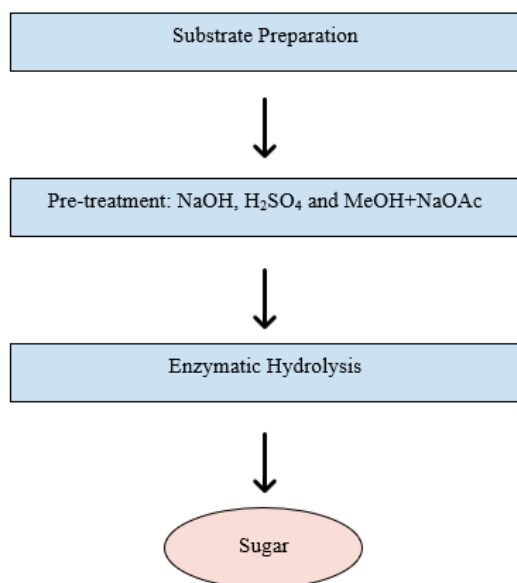 Substrate Preparation
Pre-treatment: NaOH, H₂SO₄ and MeOH+NaOAc
Enzymatic Hydrolysis
Sugar